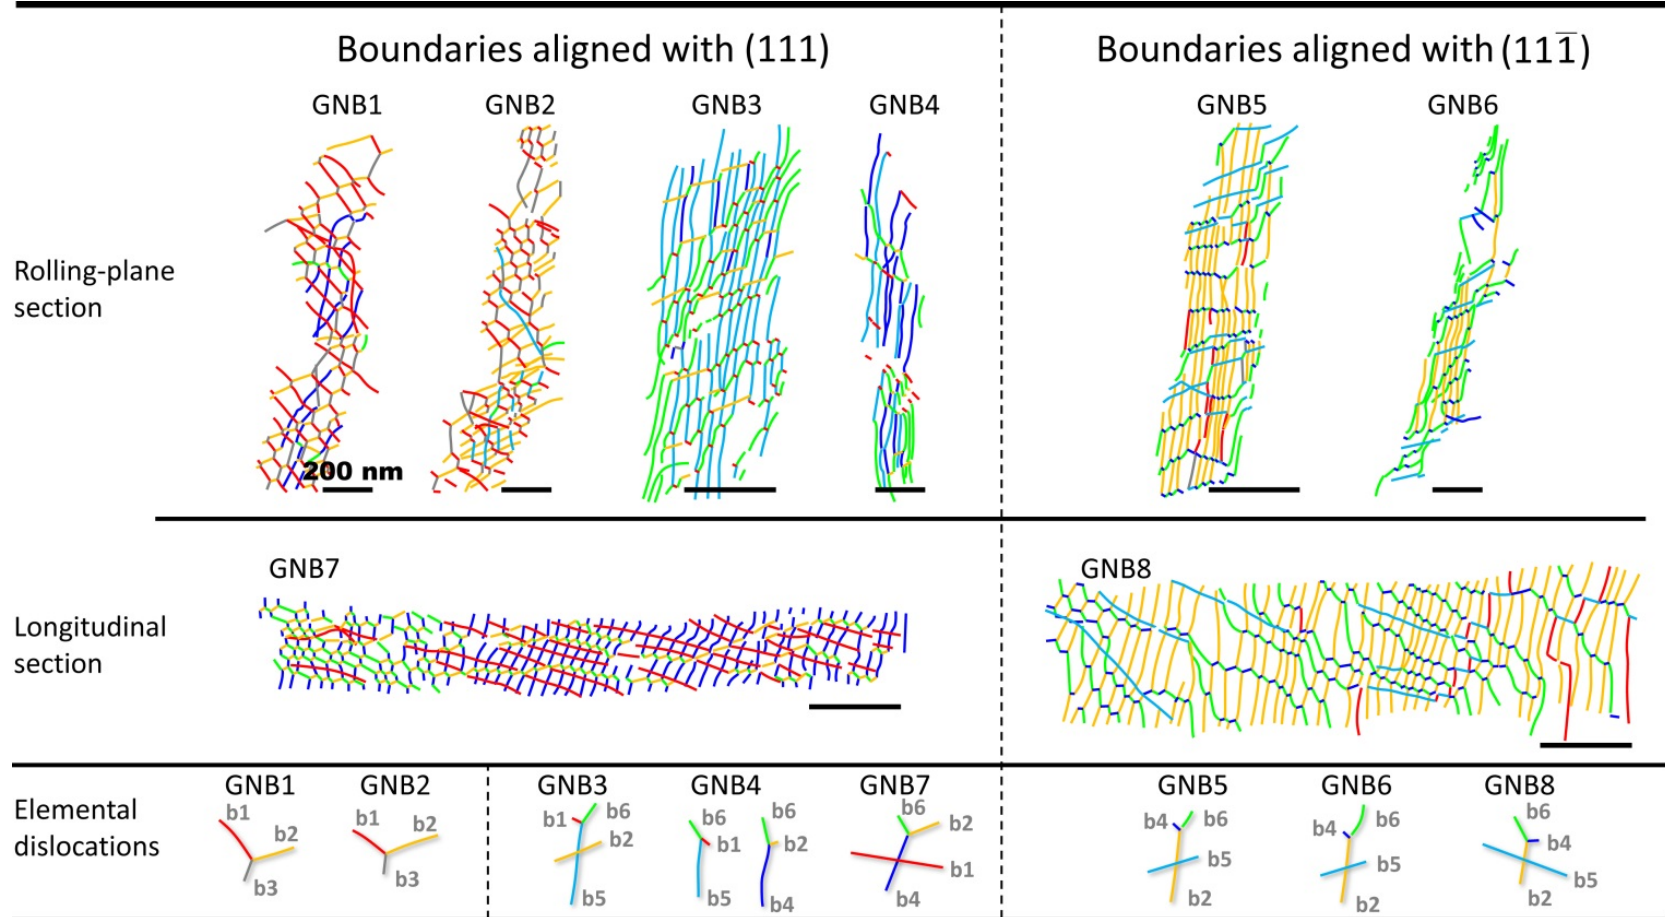 Boundaries aligned with (111)
Boundaries aligned with (111̅)
GNB1
GNB2
GNB3
GNB4
GNB5
GNB6
Rolling-plane
section
200 nm
GNB7
GNB8
Longitudinal
section
Elemental
dislocations
GNB1
b1
b2
b3
GNB2
b1
b2
b3
GNB3
b1
b6
b2
b5
GNB4
b6
b1
b5
b6
b2
b4
GNB7
b6
b2
b1
b4
GNB5
b4
b6
b5
b2
GNB6
b4
b6
b5
b2
GNB8
b6
b4
b5
b2